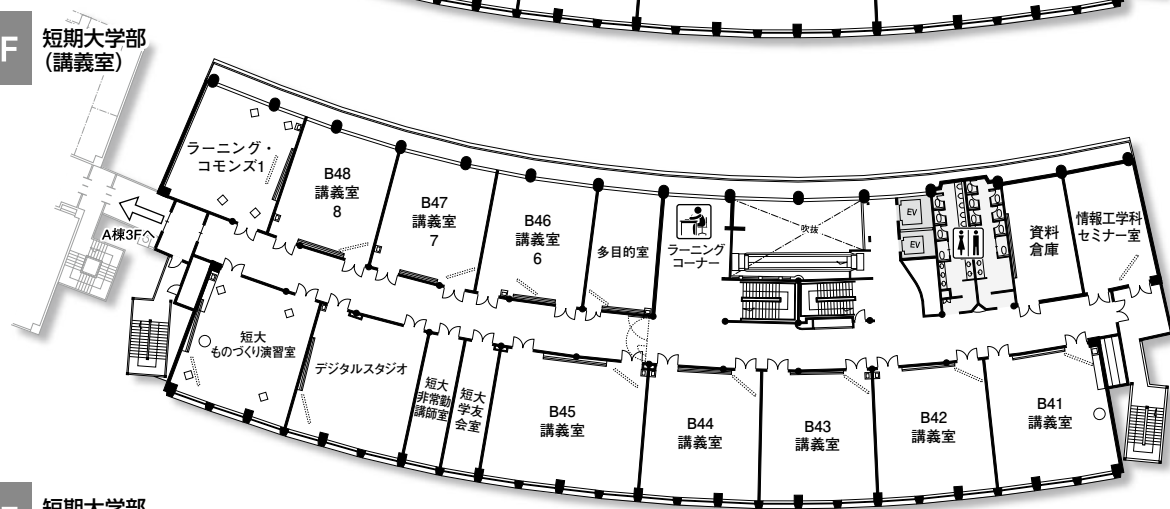 F
短期大学部
(講義室)
ラーニング・
コモンズ1
B48
講義室
8
B47
講義室
7
B46
講義室
6
多目的室
ラーニング
コーナー
吹抜
EV
EV
資料
倉庫
情報工学科
セミナー室
A棟3Fへ
短大
ものづくり演習室
デジタルスタジオ
短大
非常勤
講師室
短大
学友
会室
B45
講義室
B44
講義室
B43
講義室
B42
講義室
B41
講義室
短期大学部